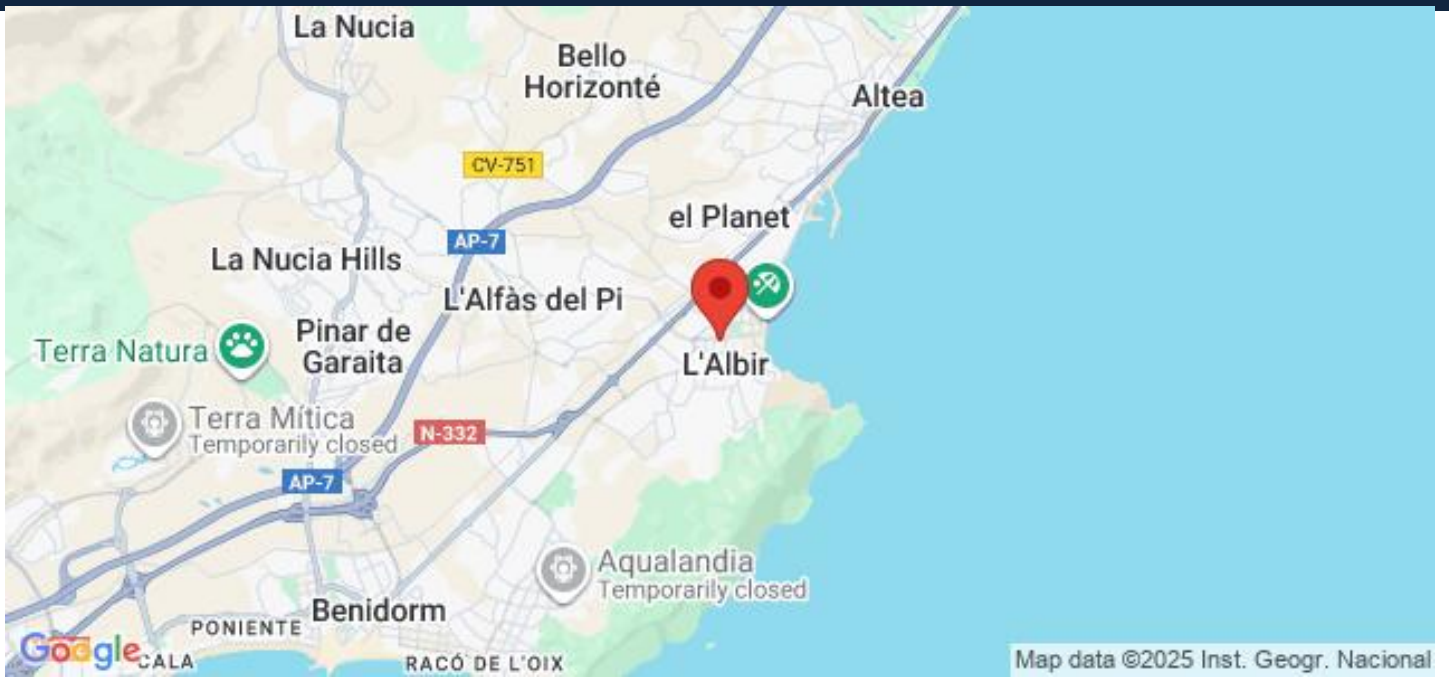 La Nucia
Bello
Horizonté
Altea
CV-751
el Planet
AP-7
La Nucia Hills
L'Alfàs del Pi
Terra Natura
Pinar de
Garaita
L'Albir
Terra Mítica
Temporarily closed
N-332
AP-7
Aqualandia
Temporarily closed
Benidorm
PONIENTE
Google
CALA
RACÓ DE L'OIX
Map data ©2025 Inst. Geogr. Nacional